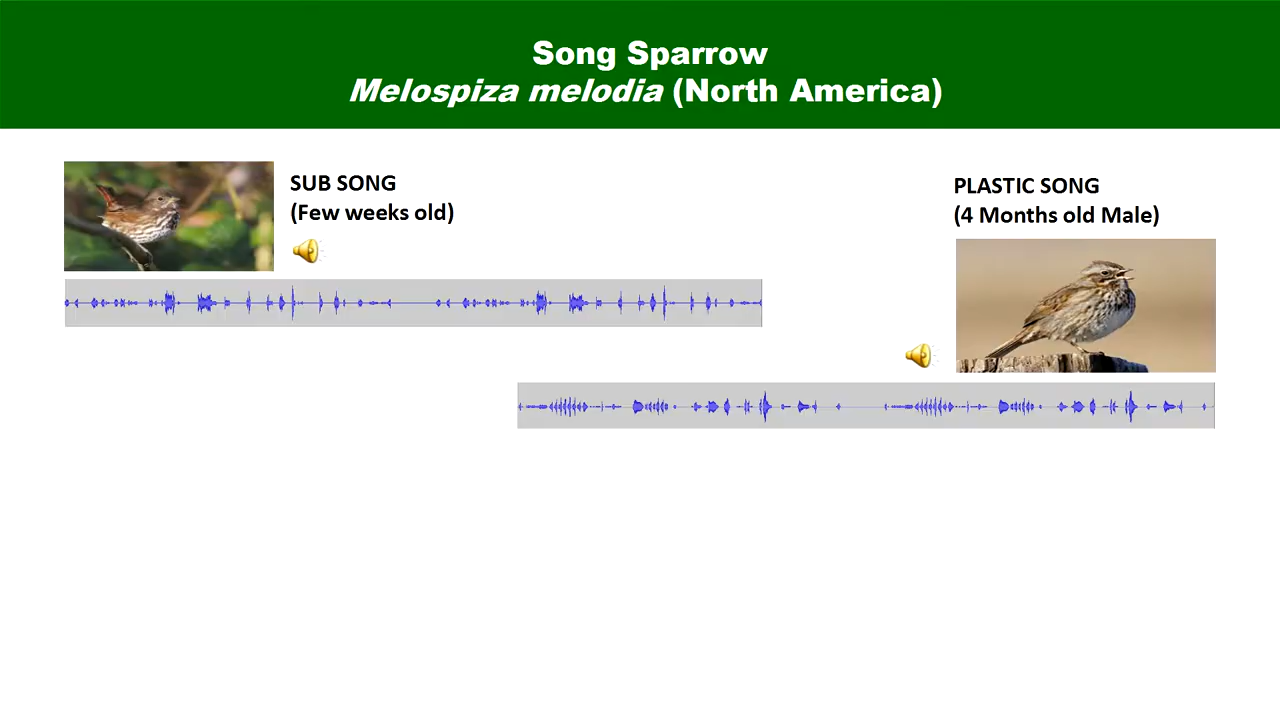 Song Sparrow
Melospiza melodia (North America)
SUB SONG
(Few weeks old)
PLASTIC SONG
(4 Months old Male)